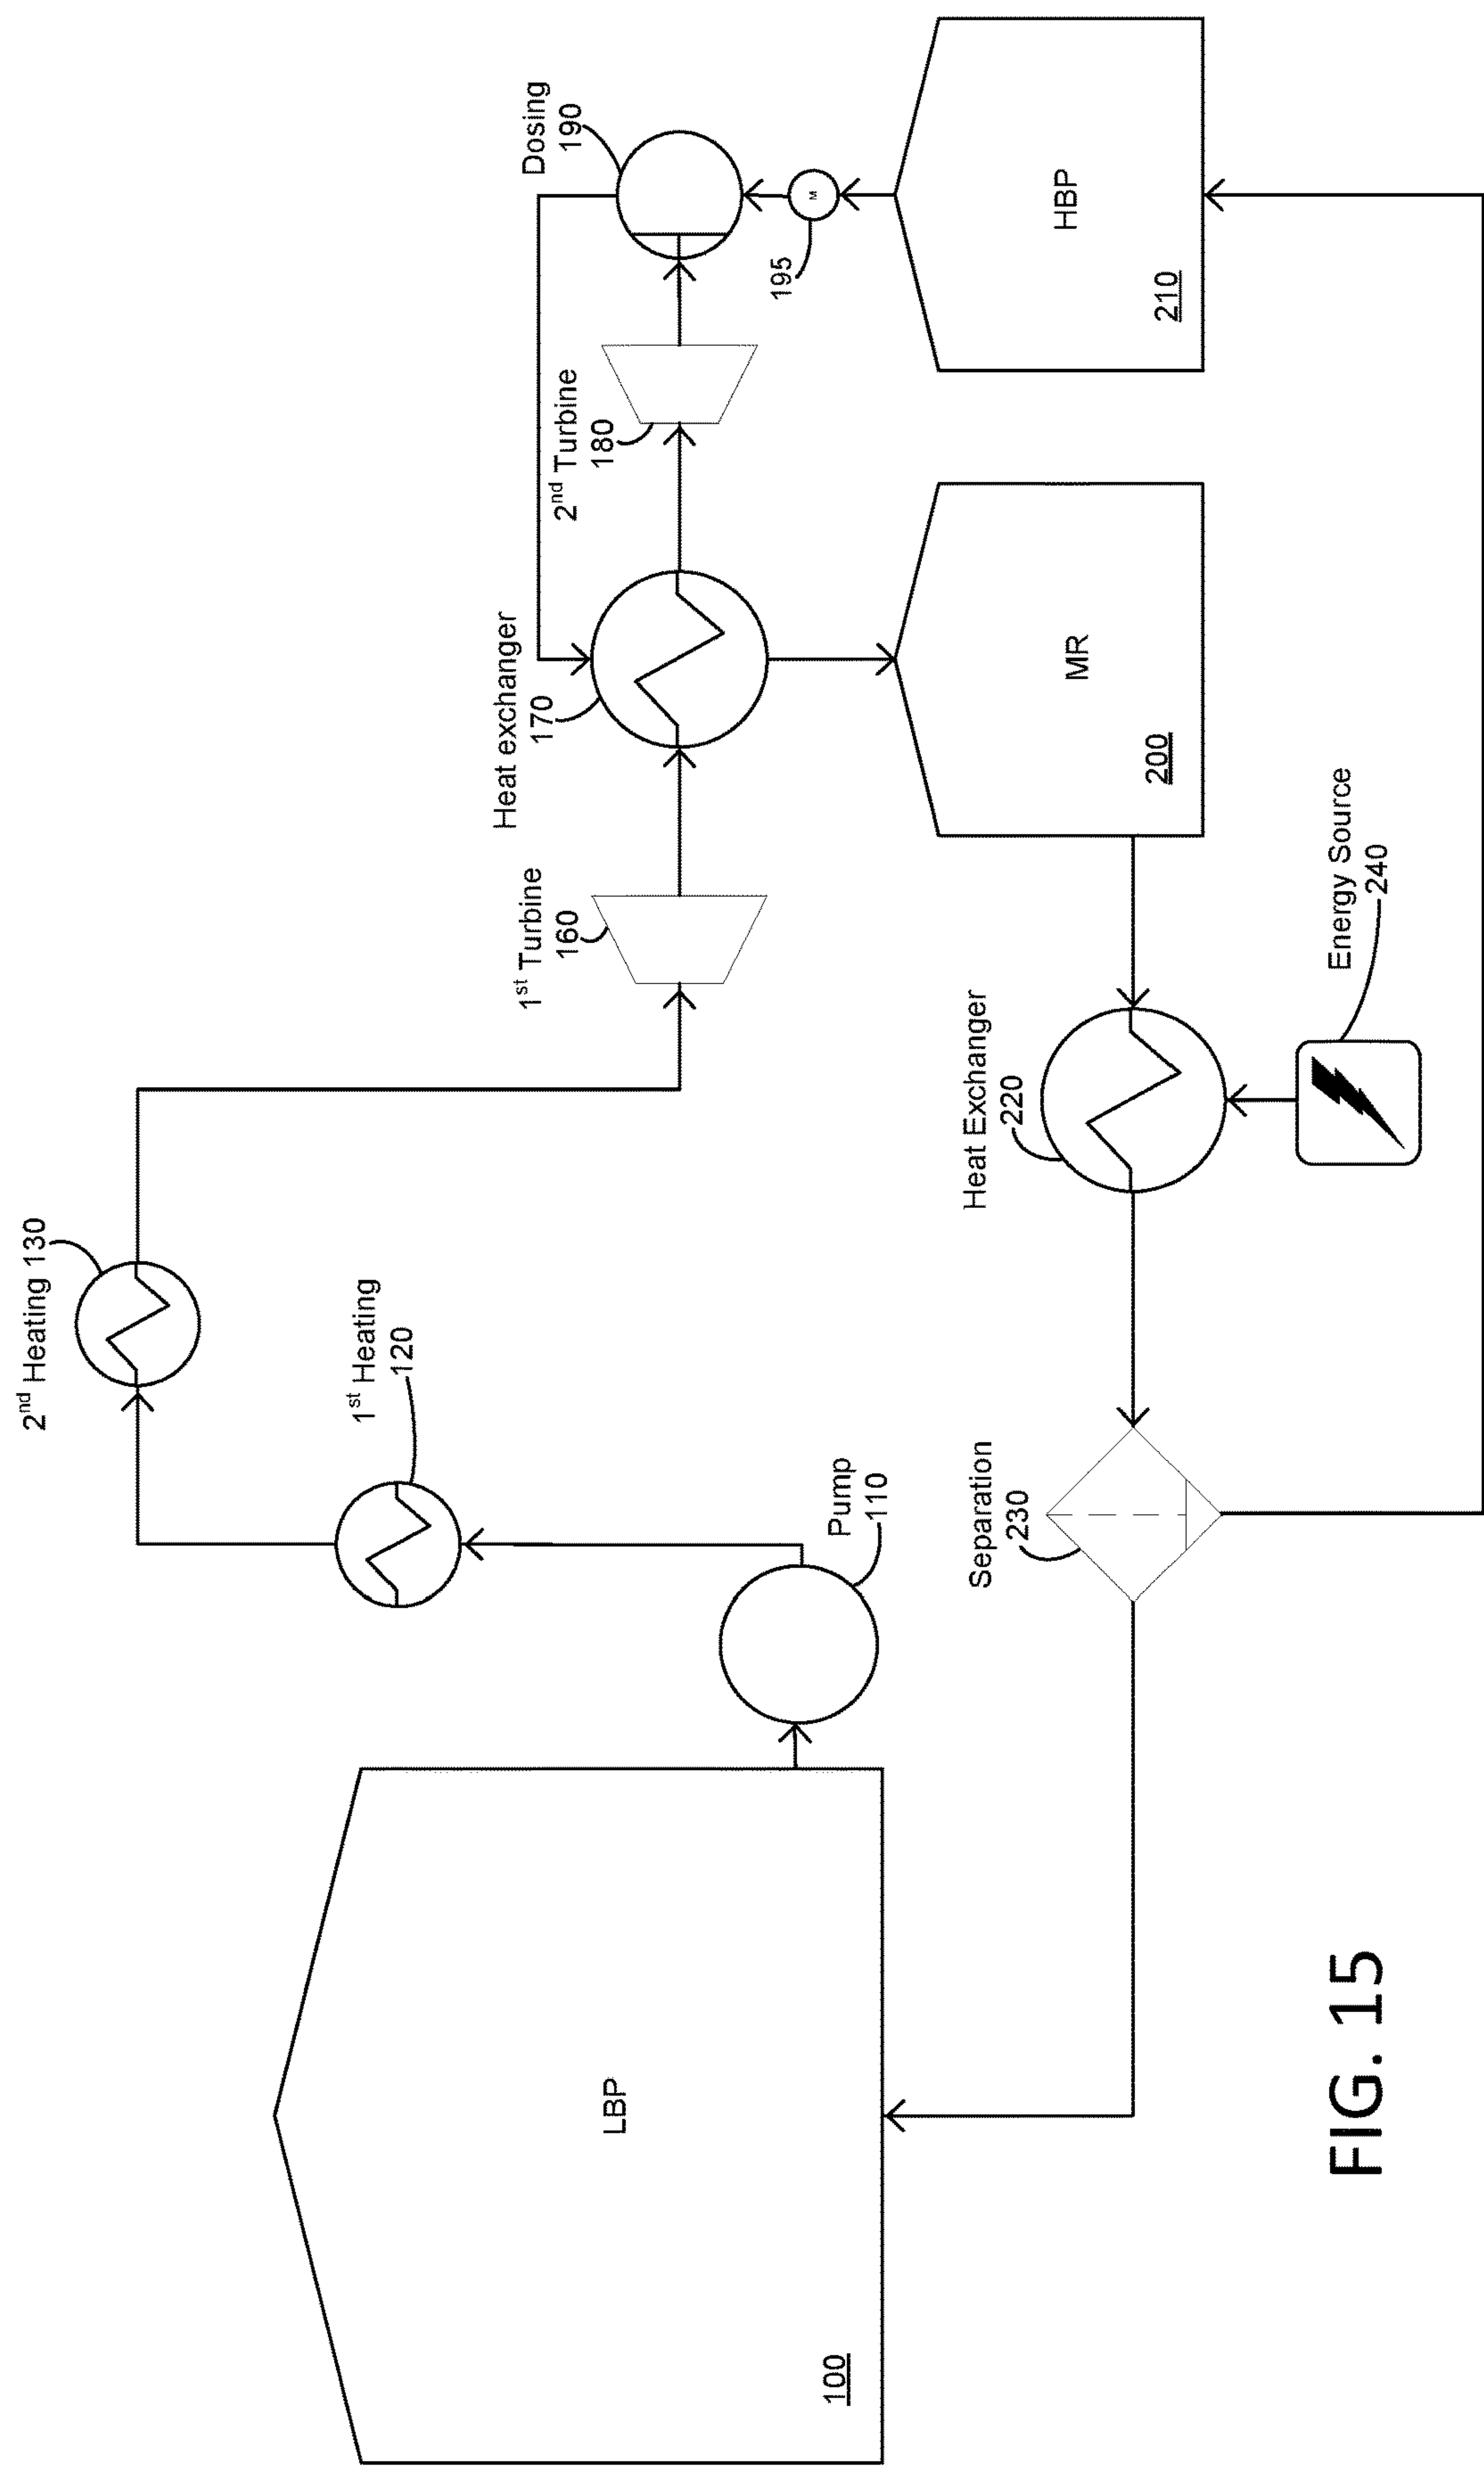 2nd Heating 130
1st Heating
120
Pump
110
LBP
100
1st Turbine
160
Heat exchanger
170
2nd Turbine
180
Dosing
190
M
195
HBP
210
MR
200
Heat Exchanger
220
Energy Source
240
Separation
230
FIG. 15